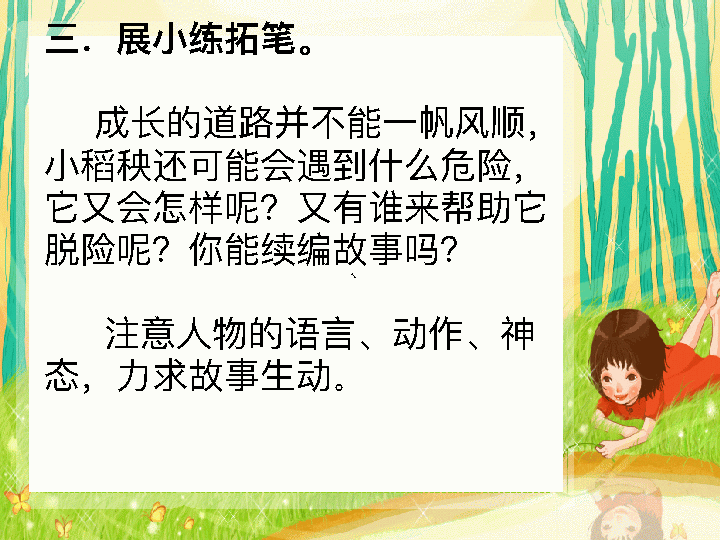 三．展小练拓笔。
成长的道路并不能一帆风顺，
小稻秧还可能会遇到什么危险，
它又会怎样呢？又有谁来帮助它
脱险呢？你能续编故事吗？
注意人物的语言、动作、神
态，力求故事生动。